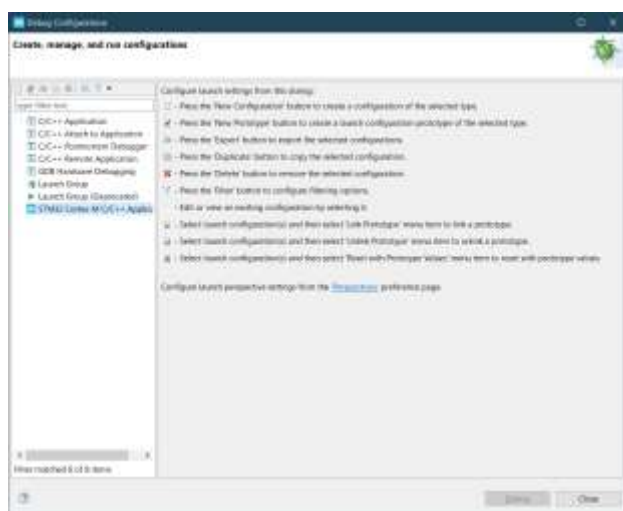 Debug Configurations
Create, manage, and run configurations
type filter text
C/C++ Application
C/C++ Attach to Application
C/C++ Postmortem Debugger
C/C++ Remote Application
GDB Hardware Debugging
Launch Group
Launch Group (Deprecated)
STM32 Cortex-M C/C++ Applic
Filter matched 8 of 8 items
Configure launch settings from this dialog:
- Press the 'New Configuration' button to create a configuration of the selected type.
- Press the 'New Prototype' button to create a launch configuration prototype of the selected type.
- Press the 'Export' button to export the selected configurations.
- Press the 'Duplicate' button to copy the selected configuration.
- Press the 'Delete' button to remove the selected configuration.
- Press the 'Filter' button to configure filtering options.
- Edit or view an existing configuration by selecting it.
- Select launch configuration(s) and then select 'Link Prototype' menu item to link a prototype.
- Select launch configuration(s) and then select 'Unlink Prototype' menu item to unlink a prototype.
- Select launch configuration(s) and then select 'Reset with Prototype Values' menu item to reset with prototype values.
Configure launch perspective settings from the 'Perspectives' preference page.
Debug
Close